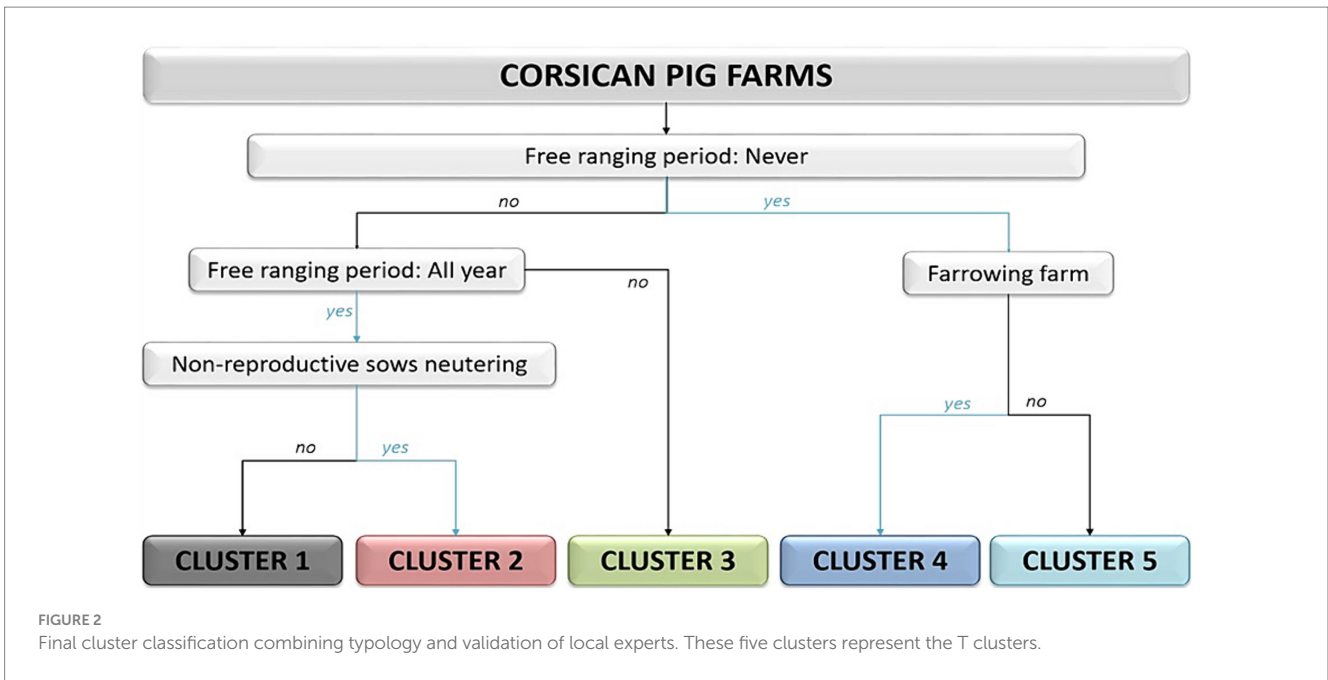 CORSICAN PIG FARMS
Free ranging period: Never
no
yes
Free ranging period: All year
no
Farrowing farm
yes
Non-reproductive sows neutering
yes
no
no
yes
CLUSTER 1
CLUSTER 2
CLUSTER 3
CLUSTER 4
CLUSTER 5
FIGURE 2
Final cluster classification combining typology and validation of local experts. These five clusters represent the T clusters.